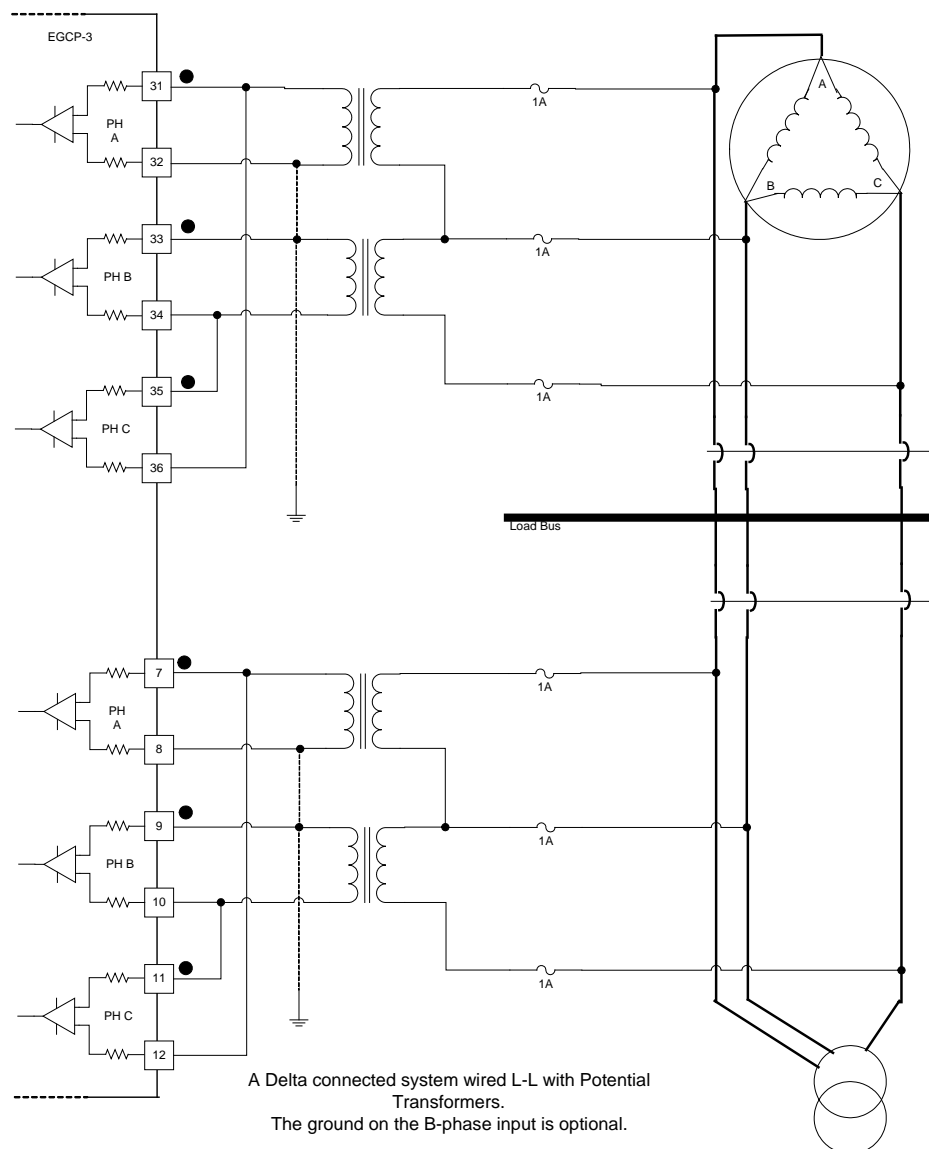 EGCP-3
31
PH
A
32
1A
A
B
C
33
PH B
34
1A
35
PH C
36
1A
Load Bus
7
PH
A
8
1A
9
PH B
10
1A
11
PH C
12
1A
A Delta connected system wired L-L with Potential
Transformers.
The ground on the B-phase input is optional.